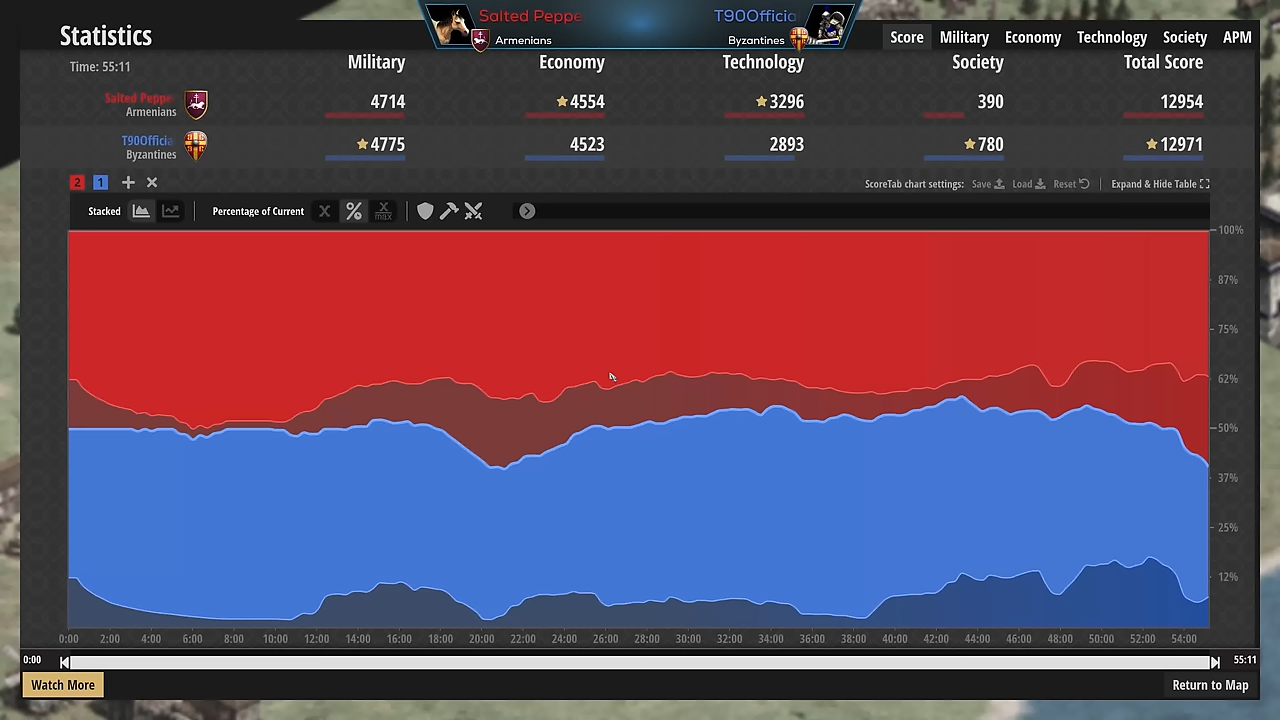 Salted Peppe
T90Officia
Armenians
Byzantines
Statistics
Score Military Economy Technology Society APM
Time: 55:11
Military Economy Technology Society Total Score
Salted Peppe
Armenians
4714 4554 3296 390 12954
T90Officia
Byzantines
4775 4523 2893 780 12971
2 1
ScoreTab chart settings: Save Load Reset Expand & Hide Table
Stacked Percentage of Current X % X max
100%
87%
75%
62%
50%
37%
25%
12%
0:00 2:00 4:00 6:00 8:00 10:00 12:00 14:00 16:00 18:00 20:00 22:00 24:00 26:00 28:00 30:00 32:00 34:00 36:00 38:00 40:00 42:00 44:00 46:00 48:00 50:00 52:00 54:00
0:00 55:11
Watch More Return to Map